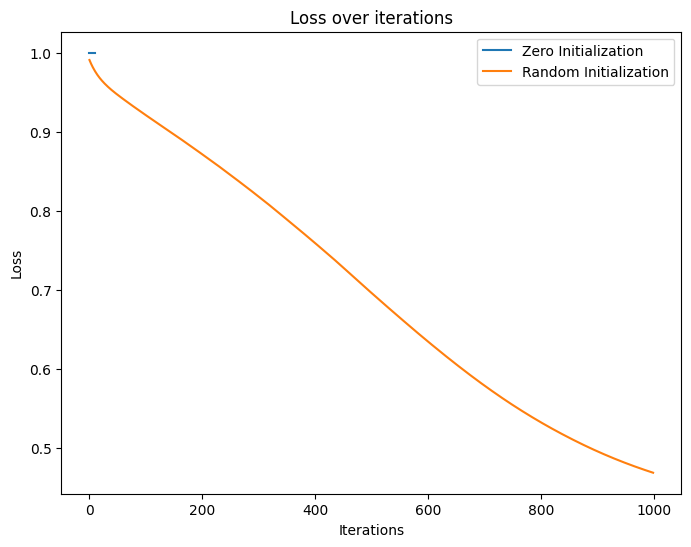 Loss over iterations
Zero Initialization
Random Initialization
1.0
0.9
0.8
0.7
0.6
0.5
Loss
0
200
400
600
800
1000
Iterations